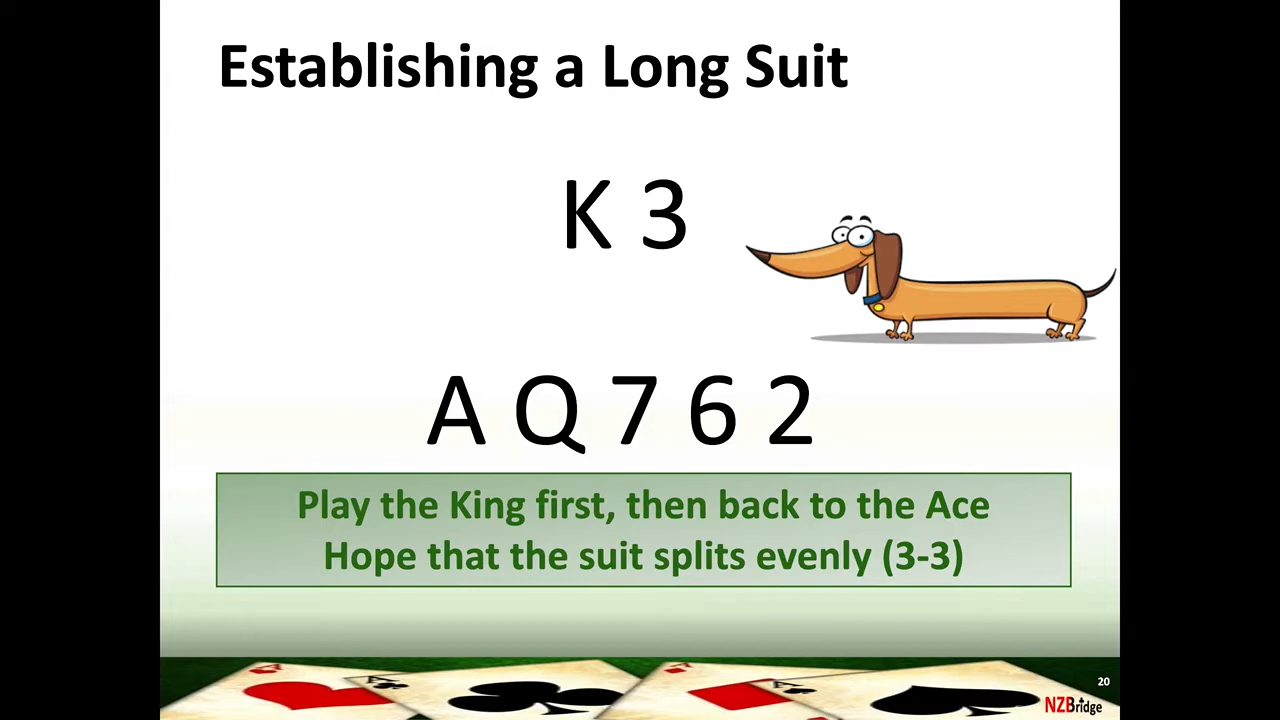 Establishing a Long Suit
K 3
A Q 7 6 2
Play the King first, then back to the Ace
Hope that the suit splits evenly (3-3)
20
NZBridge